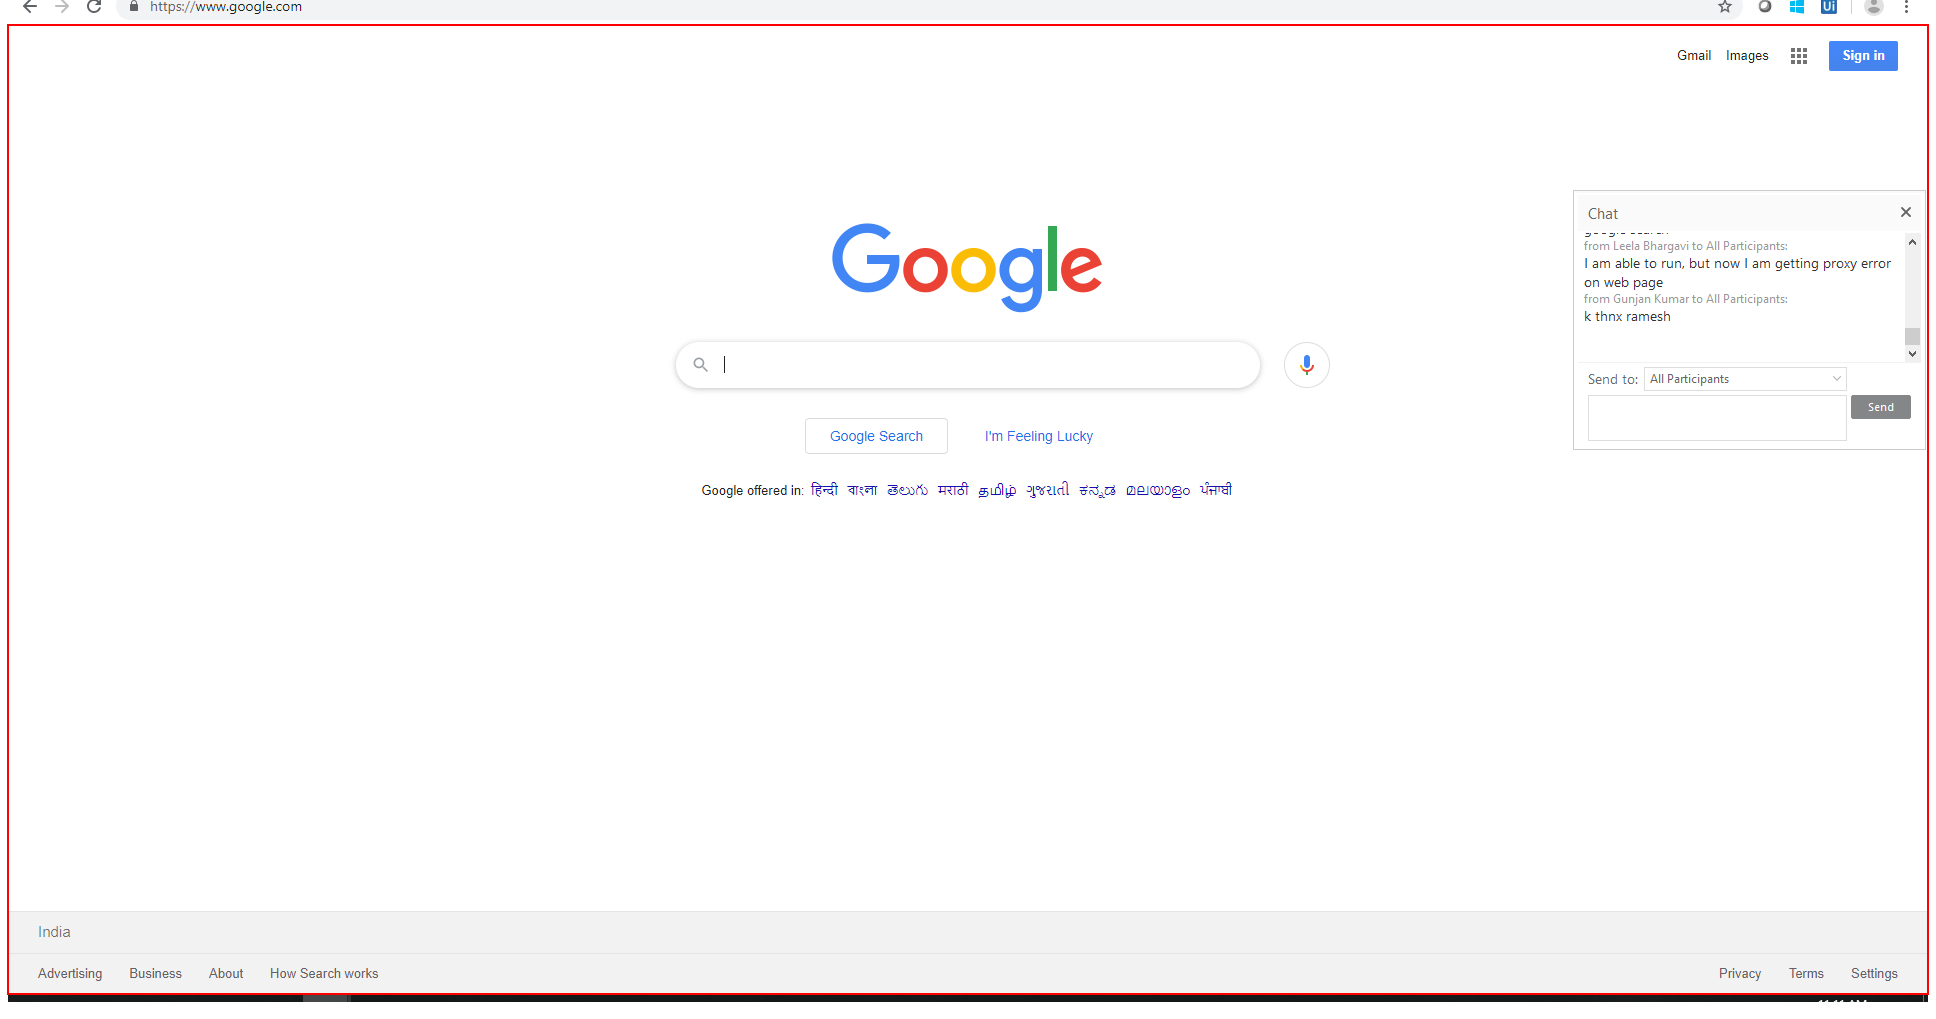 https://www.google.com
Ui
Gmail Images Sign in
Google
Google Search I'm Feeling Lucky
Google offered in: हिन्दी বাংলা తెలుగు मराठी தமிழ் ગુજરાતી ಕನ್ನಡ മലയാളം ਪੰਜਾਬੀ
Chat
google search
from Leela Bhargavi to All Participants:
I am able to run, but now I am getting proxy error
on web page
from Gunjan Kumar to All Participants:
k thnx ramesh
Send to: All Participants
Send
India
Advertising Business About How Search works
Privacy Terms Settings